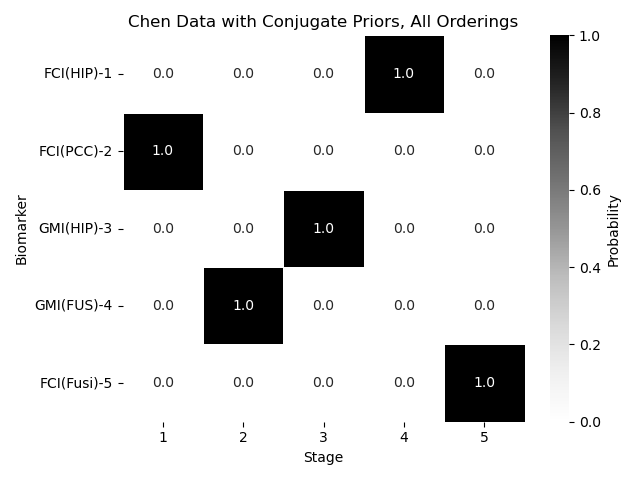 Chen Data with Conjugate Priors, All Orderings
FCI(HIP)-1 0.0 0.0 0.0 1.0 0.0
FCI(PCC)-2 1.0 0.0 0.0 0.0 0.0
GMI(HIP)-3 0.0 0.0 1.0 0.0 0.0
GMI(FUS)-4 0.0 1.0 0.0 0.0 0.0
FCI(Fusi)-5 0.0 0.0 0.0 0.0 1.0
1 2 3 4 5
Stage
Biomarker
1.0
0.8
0.6
0.4
0.2
0.0
Probability